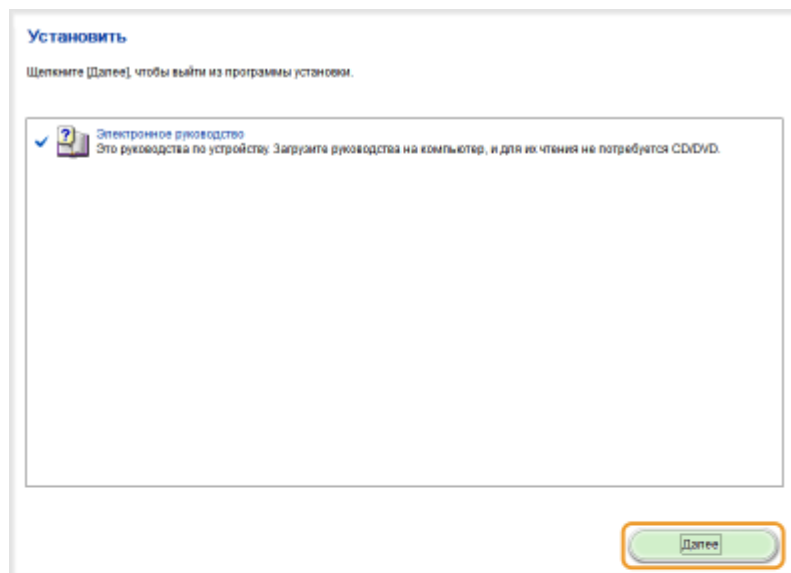 Установить
Щелкните [Далее], чтобы выйти из программы установки.
Электронное руководство
Это руководства по устройству. Загрузите руководства на компьютер, и для их чтения не потребуется CD/DVD.
Далее